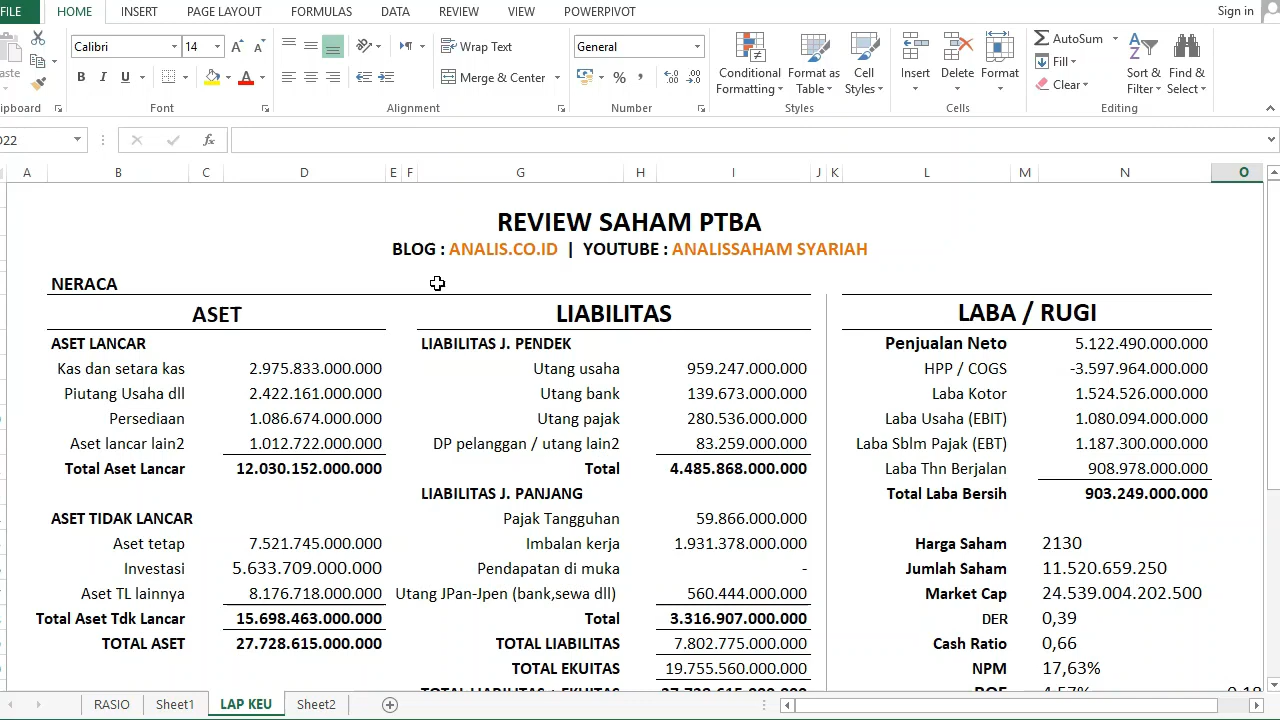 FILE HOME INSERT PAGE LAYOUT FORMULAS DATA REVIEW VIEW POWERPIVOT Sign in
Calibri 14 Wrap Text General AutoSum
Fill
Merge & Center Conditional Formatting Format as Table Cell Styles Insert Delete Format Clear Sort & Filter Find & Select
Font Alignment Number Styles Cells Editing
fx
A B C D E F G H I J K L M N O
REVIEW SAHAM PTBA
BLOG : ANALIS.CO.ID | YOUTUBE : ANALISSAHAM SYARIAH
NERACA
ASET LIABILITAS LABA / RUGI
ASET LANCAR LIABILITAS J. PENDEK Penjualan Neto 5.122.490.000.000
Kas dan setara kas 2.975.833.000.000 Utang usaha 959.247.000.000 HPP / COGS -3.597.964.000.000
Piutang Usaha dll 2.422.161.000.000 Utang bank 139.673.000.000 Laba Kotor 1.524.526.000.000
Persediaan 1.086.674.000.000 Utang pajak 280.536.000.000 Laba Usaha (EBIT) 1.080.094.000.000
Aset lancar lain2 1.012.722.000.000 DP pelanggan / utang lain2 83.259.000.000 Laba Sblm Pajak (EBT) 1.187.300.000.000
Total Aset Lancar 12.030.152.000.000 Total 4.485.868.000.000 Laba Thn Berjalan 908.978.000.000
LIABILITAS J. PANJANG Total Laba Bersih 903.249.000.000
ASET TIDAK LANCAR Pajak Tangguhan 59.866.000.000
Aset tetap 7.521.745.000.000 Imbalan kerja 1.931.378.000.000 Harga Saham 2130
Investasi 5.633.709.000.000 Pendapatan di muka - Jumlah Saham 11.520.659.250
Aset TL lainnya 8.176.718.000.000 Utang JPan-Jpen (bank,sewa dll) 560.444.000.000 Market Cap 24.539.004.202.500
Total Aset Tdk Lancar 15.698.463.000.000 Total 3.316.907.000.000 DER 0,39
TOTAL ASET 27.728.615.000.000 TOTAL LIABILITAS 7.802.775.000.000 Cash Ratio 0,66
TOTAL EKUITAS 19.755.560.000.000 NPM 17,63%
RASIO Sheet1 LAP KEU Sheet2